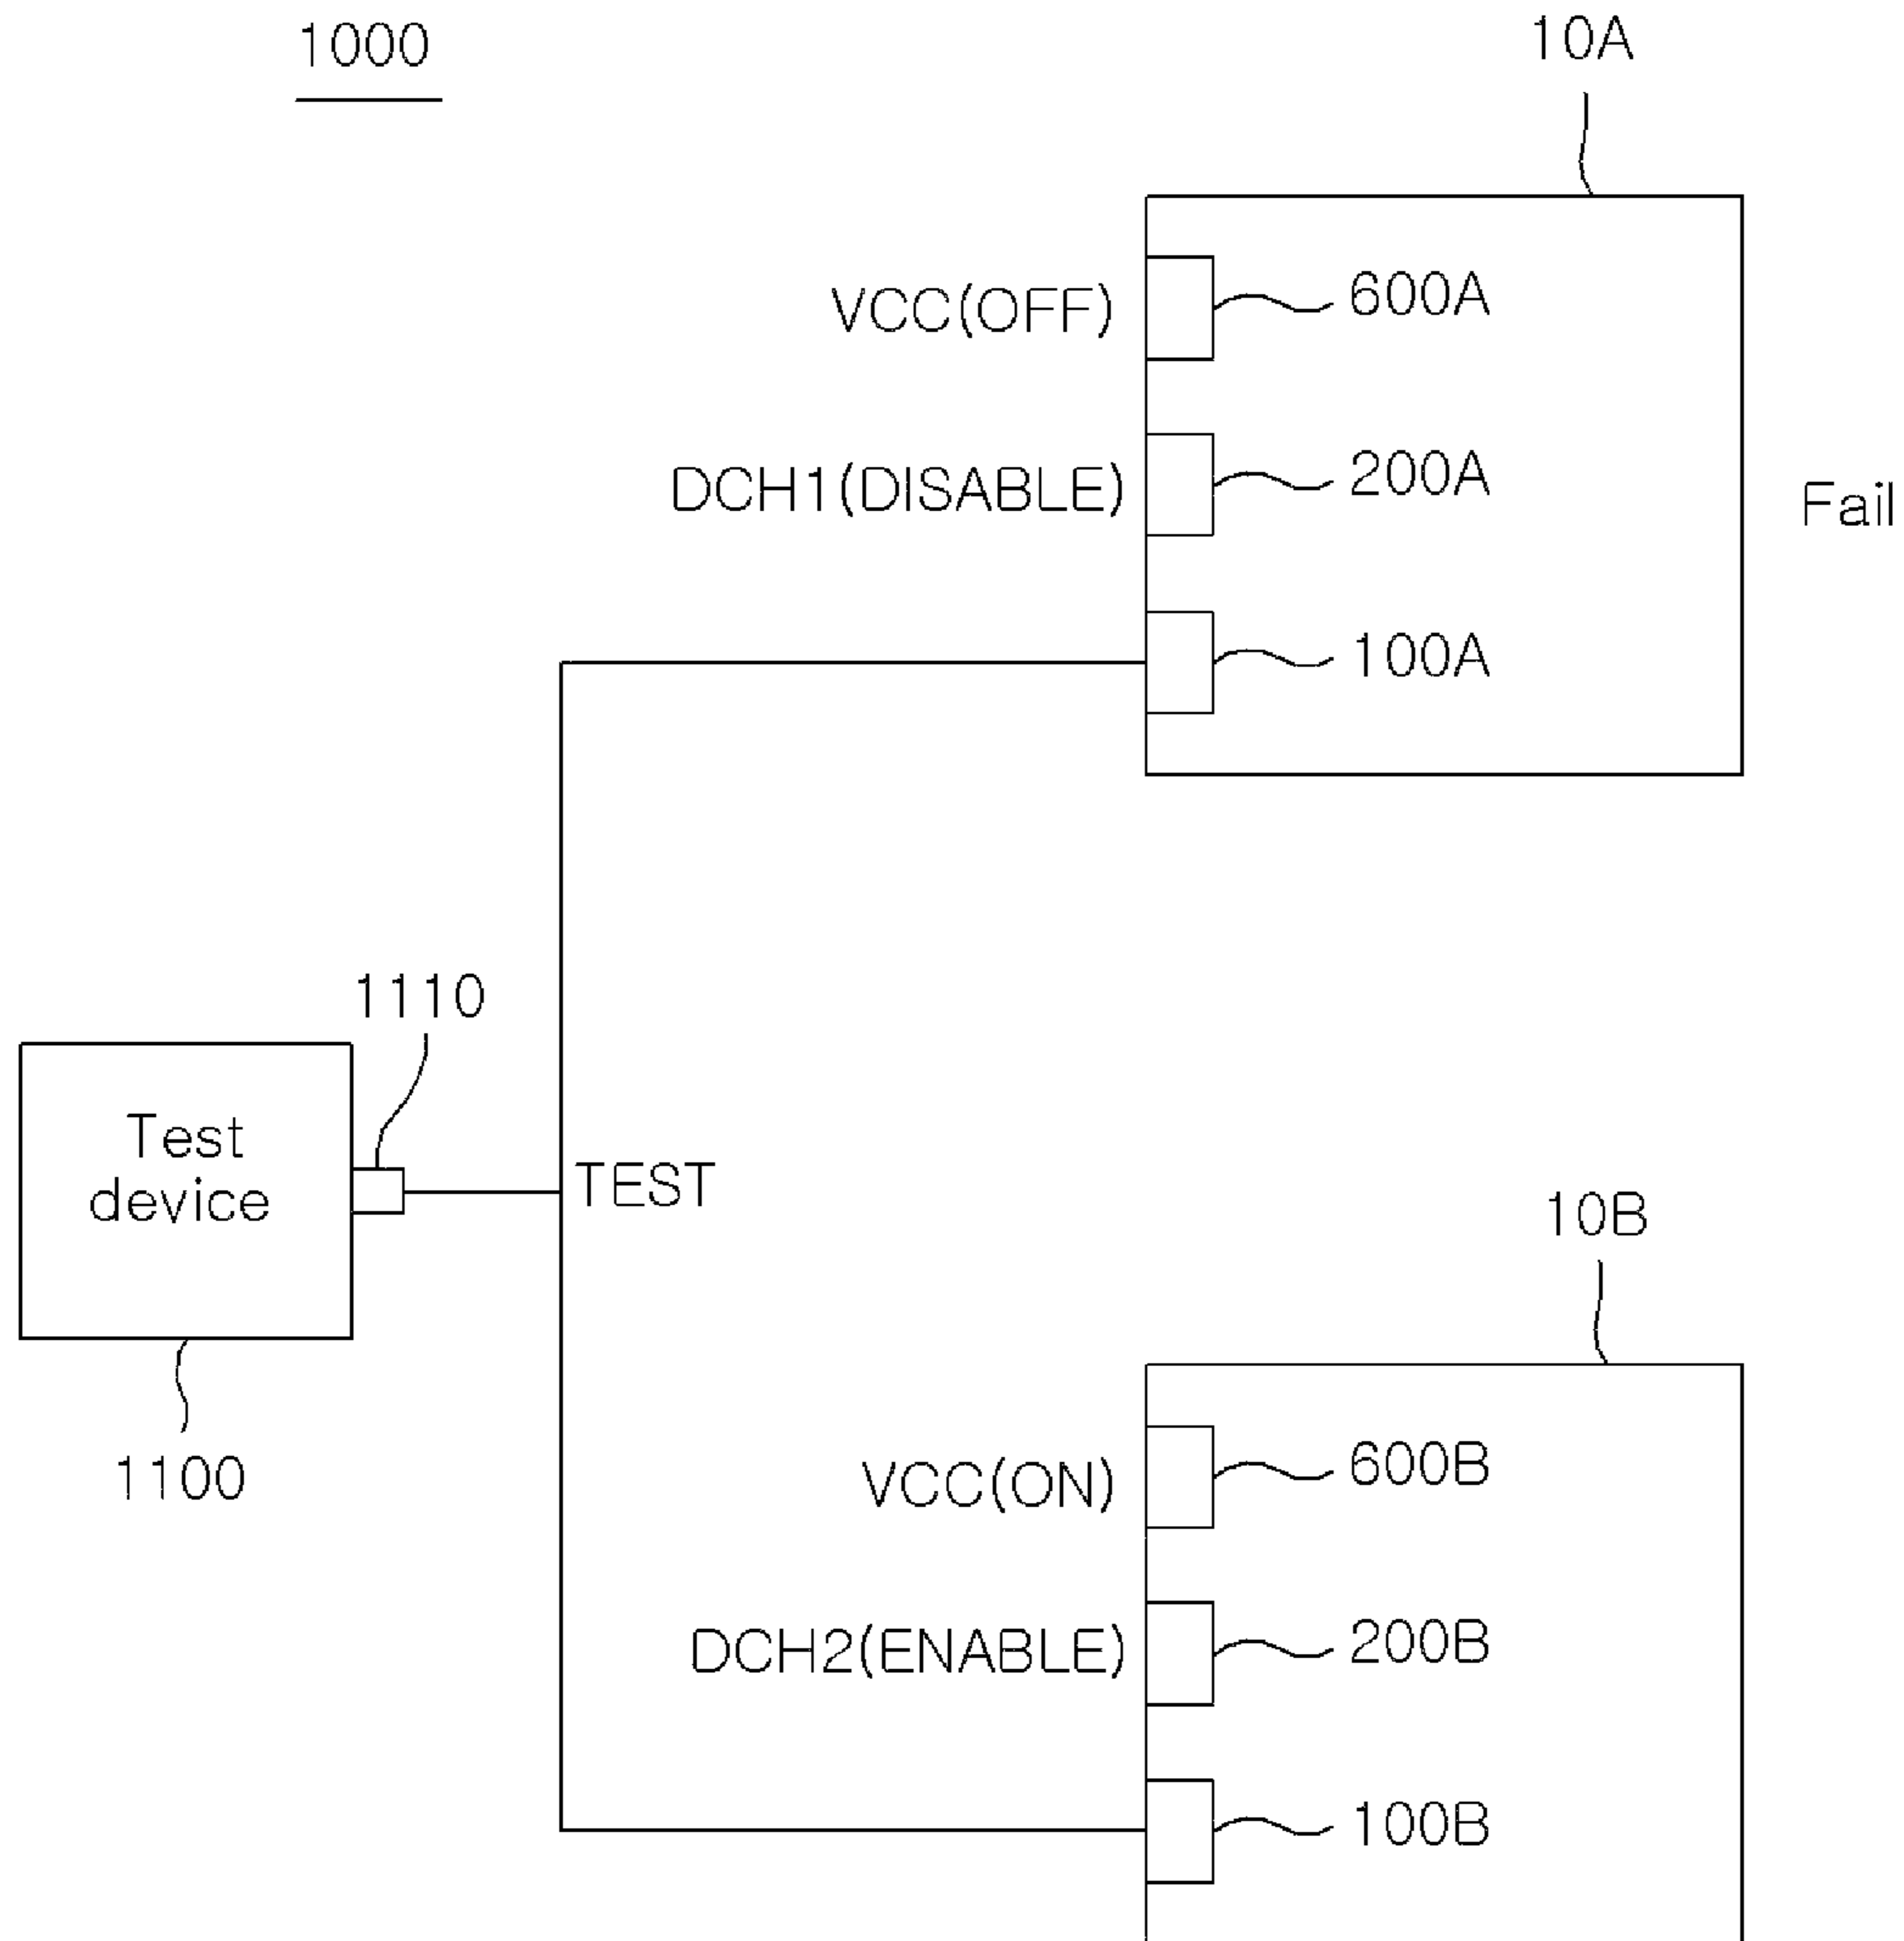 1000
10A
VCC(OFF)
600A
DCH1(DISABLE)
200A
Fail
100A
1110
Test
device
TEST
1100
10B
VCC(ON)
600B
DCH2(ENABLE)
200B
100B